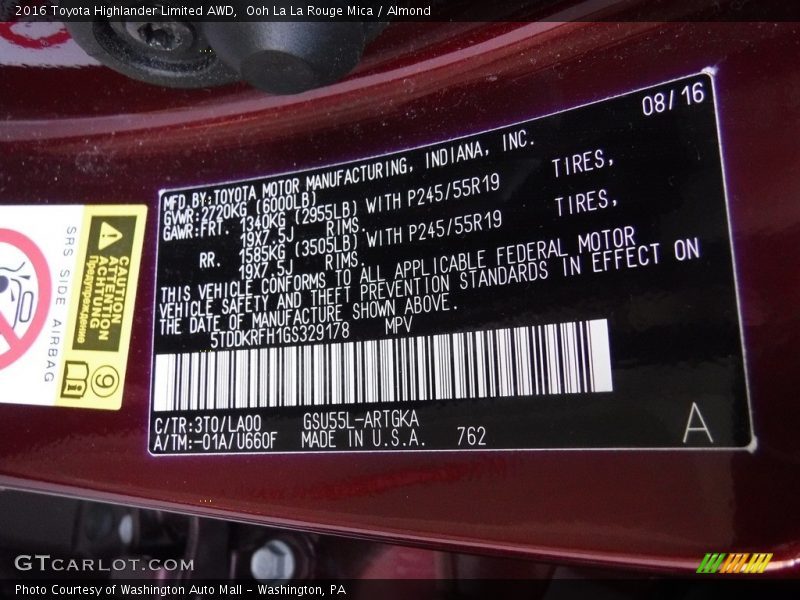 2016 Toyota Highlander Limited AWD,  Ooh La La Rouge Mica / Almond
08/16
MFD.BY:TOYOTA MOTOR MANUFACTURING, INDIANA, INC.
GVWR:2720KG (6000LB)
GAWR:FRT. 1340KG (2955LB) WITH P245/55R19 TIRES,
19X7.5J RIMS.
RR. 1585KG (3505LB) WITH P245/55R19 TIRES,
19X7.5J RIMS.
THIS VEHICLE CONFORMS TO ALL APPLICABLE FEDERAL MOTOR
VEHICLE SAFETY AND THEFT PREVENTION STANDARDS IN EFFECT ON
THE DATE OF MANUFACTURE SHOWN ABOVE.
5TDDKRFH1GS329178 MPV
C/TR:3T0/LA00 GSU55L-ARTGKA
A/TM:-01A/U660F MADE IN U.S.A. 762
A
SRS SIDE AIRBAG
CAUTION
ATTENTION
ACHTUNG
Предупреждение
9
GTCARLOT.COM
Photo Courtesy of Washington Auto Mall - Washington, PA